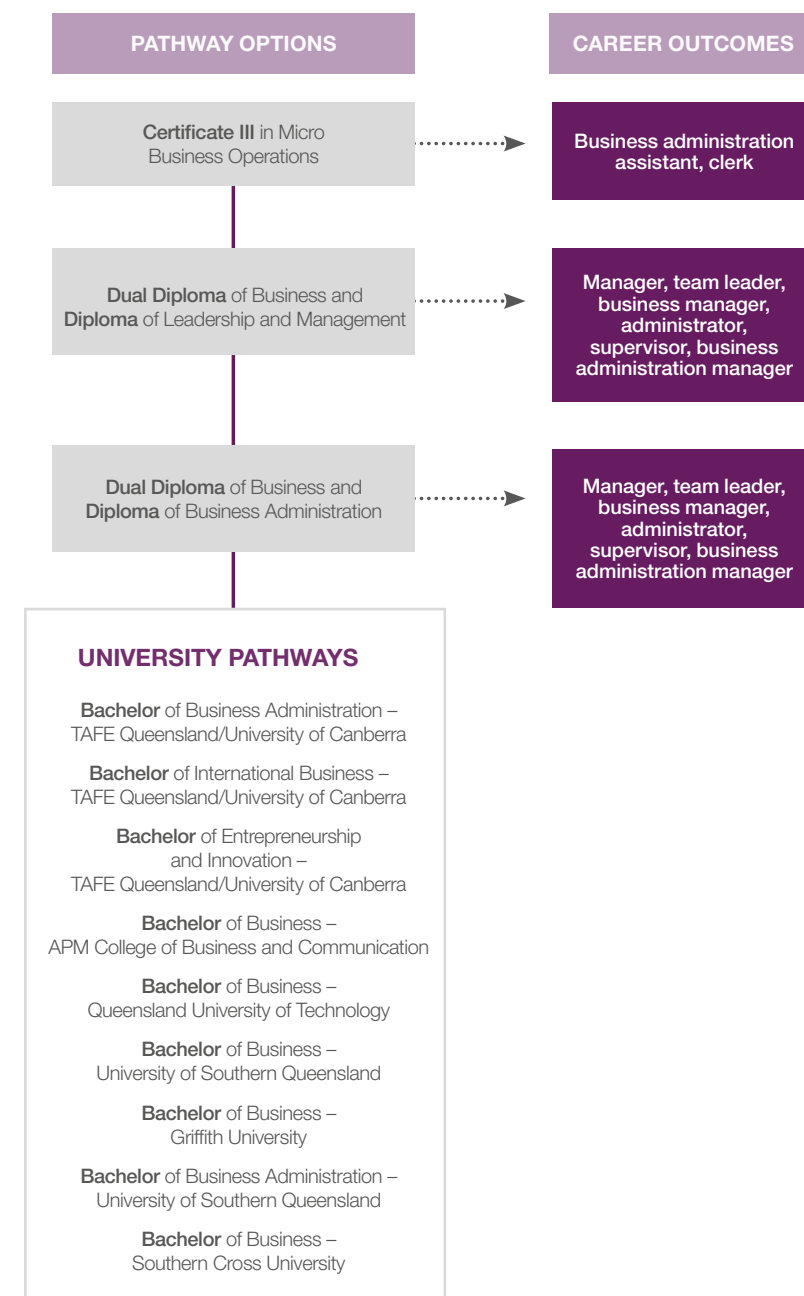 PATHWAY OPTIONS
CAREER OUTCOMES
Certificate III in Micro
Business Operations
Business administration
assistant, clerk
Dual Diploma of Business and
Diploma of Leadership and Management
Manager, team leader,
business manager,
administrator,
supervisor, business
administration manager
Dual Diploma of Business and
Diploma of Business Administration
Manager, team leader,
business manager,
administrator,
supervisor, business
administration manager
UNIVERSITY PATHWAYS
Bachelor of Business Administration –
TAFE Queensland/University of Canberra
Bachelor of International Business –
TAFE Queensland/University of Canberra
Bachelor of Entrepreneurship
and Innovation –
TAFE Queensland/University of Canberra
Bachelor of Business –
APM College of Business and Communication
Bachelor of Business –
Queensland University of Technology
Bachelor of Business –
University of Southern Queensland
Bachelor of Business –
Griffith University
Bachelor of Business Administration –
University of Southern Queensland
Bachelor of Business –
Southern Cross University